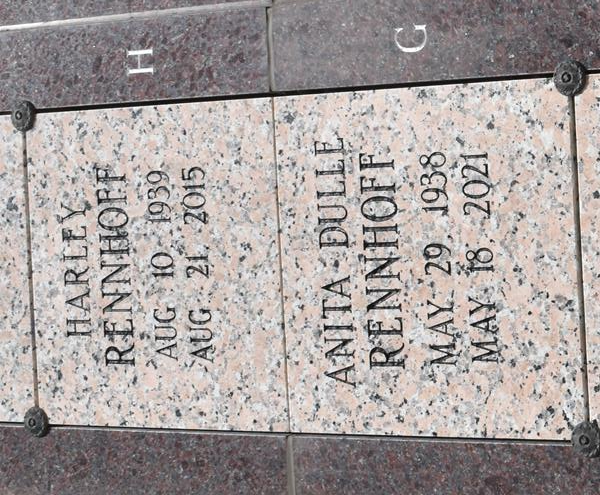 H
HARLEY
RENNHOFF
AUG 10 1939
AUG 21 2015
G
ANITA DULLE
RENNHOFF
MAY 29 1938
MAY 18 2021